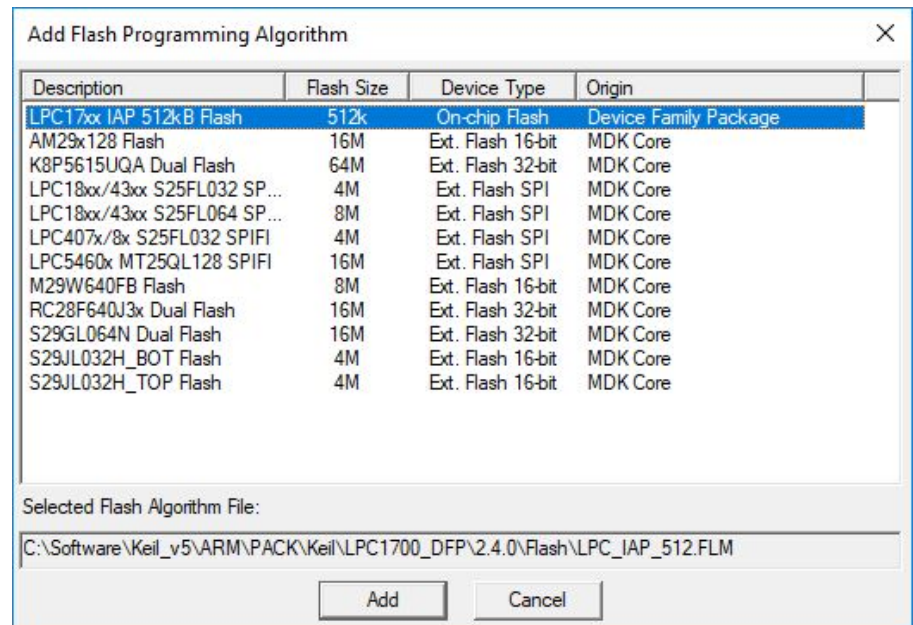 Add Flash Programming Algorithm
Description Flash Size Device Type Origin
LPC17xx IAP 512kB Flash 512k On-chip Flash Device Family Package
AM29x128 Flash 16M Ext. Flash 16-bit MDK Core
K8P5615UQA Dual Flash 64M Ext. Flash 32-bit MDK Core
LPC18xx/43xx S25FL032 SP... 4M Ext. Flash SPI MDK Core
LPC18xx/43xx S25FL064 SP... 8M Ext. Flash SPI MDK Core
LPC407x/8x S25FL032 SPIFI 4M Ext. Flash SPI MDK Core
LPC5460x MT25QL128 SPIFI 16M Ext. Flash SPI MDK Core
M29W640FB Flash 8M Ext. Flash 16-bit MDK Core
RC28F640J3x Dual Flash 16M Ext. Flash 32-bit MDK Core
S29GL064N Dual Flash 16M Ext. Flash 32-bit MDK Core
S29JL032H_BOT Flash 4M Ext. Flash 16-bit MDK Core
S29JL032H_TOP Flash 4M Ext. Flash 16-bit MDK Core
Selected Flash Algorithm File:
C:\Software\Keil_v5\ARM\PACK\Keil\LPC1700_DFP\2.4.0\Flash\LPC_IAP_512.FLM
Add Cancel